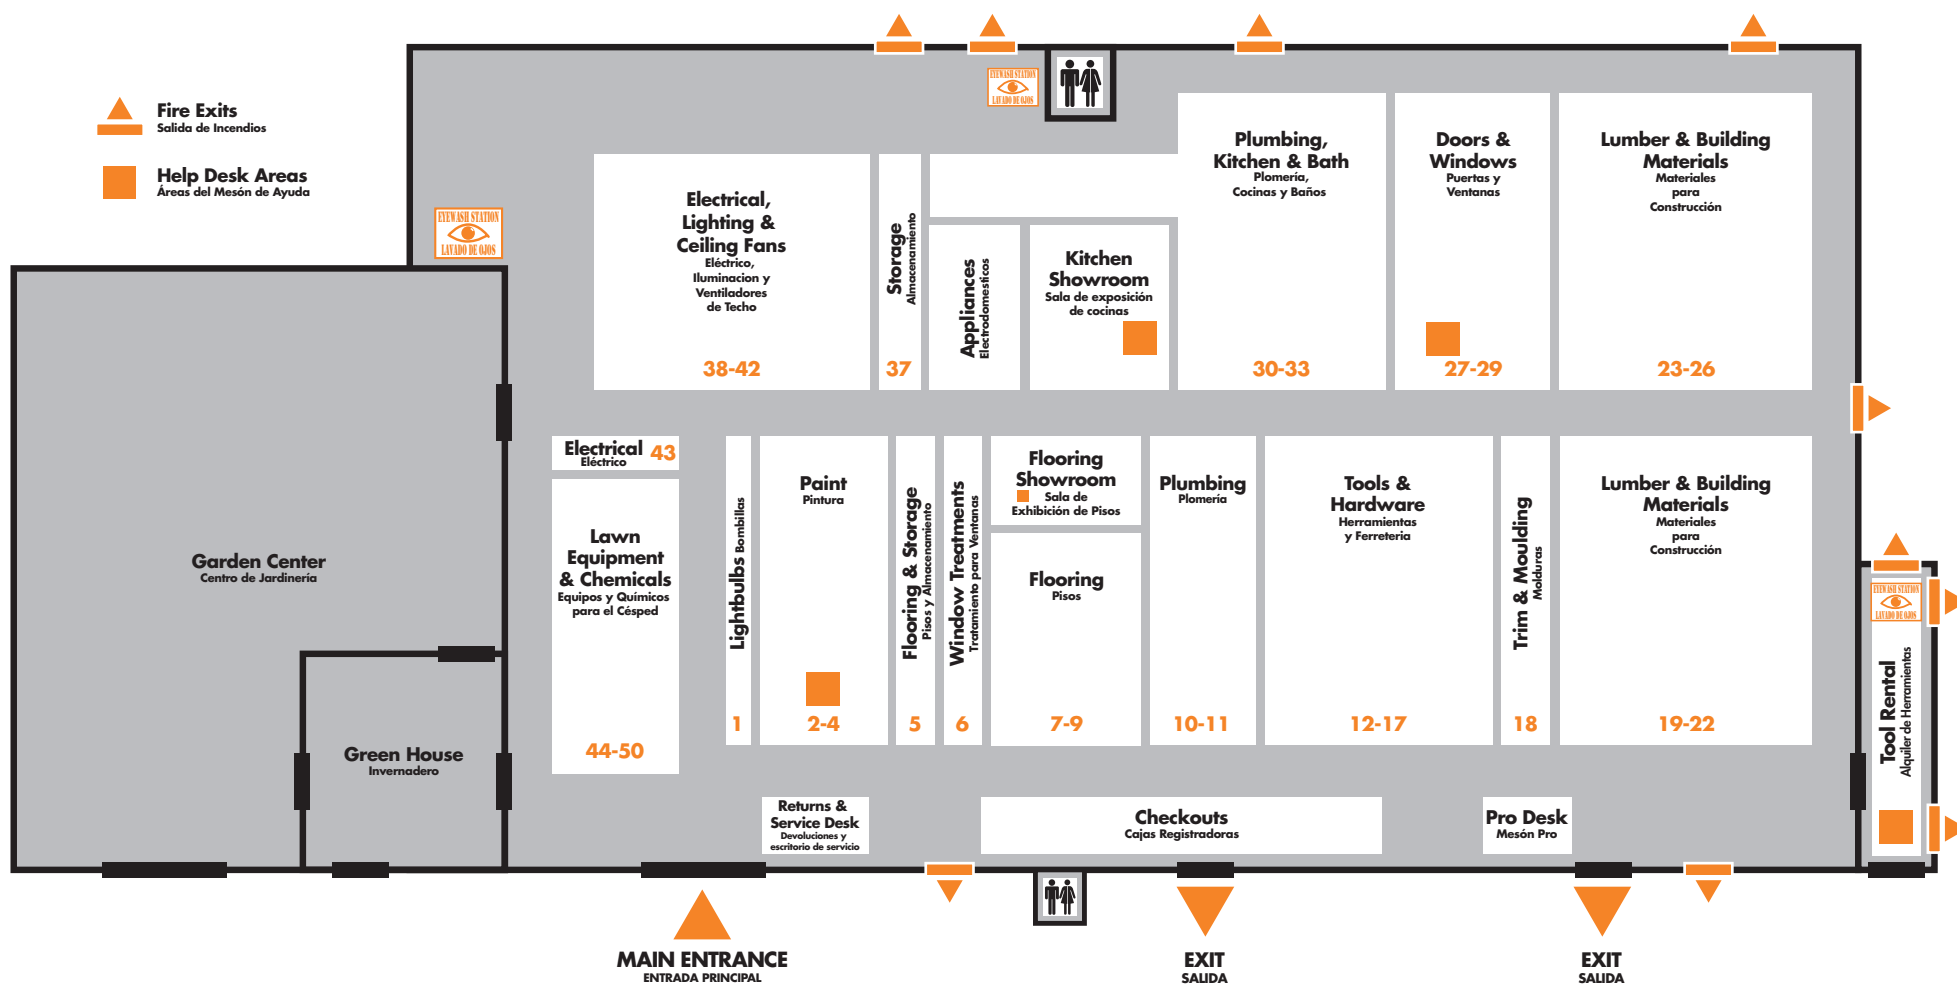 Fire Exits
Salida de Incendios
Help Desk Areas
Áreas del Mesón de Ayuda
EYEWASH STATION
LAVADO DE OJOS
EYEWASH STATION
LAVADO DE OJOS
Electrical,
Lighting &
Ceiling Fans
Eléctrico,
Iluminacion y
Ventiladores
de Techo
38-42
Storage
Almacenamiento
37
Appliances
Electrodomesticos
Kitchen
Showroom
Sala de exposición
de cocinas
Plumbing,
Kitchen & Bath
Plomería,
Cocinas y Baños
30-33
Doors &
Windows
Puertas y
Ventanas
27-29
Lumber & Building
Materials
Materiales
para
Construcción
23-26
Garden Center
Centro de Jardinería
Green House
Invernadero
Electrical 43
Eléctrico
Lawn
Equipment
& Chemicals
Equipos y Químicos
para el Césped
44-50
Lightbulbs Bombillas
1
Paint
Pintura
2-4
Flooring & Storage
Pisos y Almacenamiento
5
Window Treatments
Tratamiento para Ventanas
6
Flooring
Showroom
Sala de
Exhibición de Pisos
Flooring
Pisos
7-9
Plumbing
Plomería
10-11
Tools &
Hardware
Herramientas
y Ferreteria
12-17
Trim & Moulding
Molduras
18
Lumber & Building
Materials
Materiales
para
Construcción
19-22
EYEWASH STATION
LAVADO DE OJOS
Tool Rental
Alquiler de Herramientas
Returns &
Service Desk
Devoluciones y
escritorio de servicio
Checkouts
Cajas Registradoras
Pro Desk
Mesón Pro
MAIN ENTRANCE
ENTRADA PRINCIPAL
EXIT
SALIDA
EXIT
SALIDA